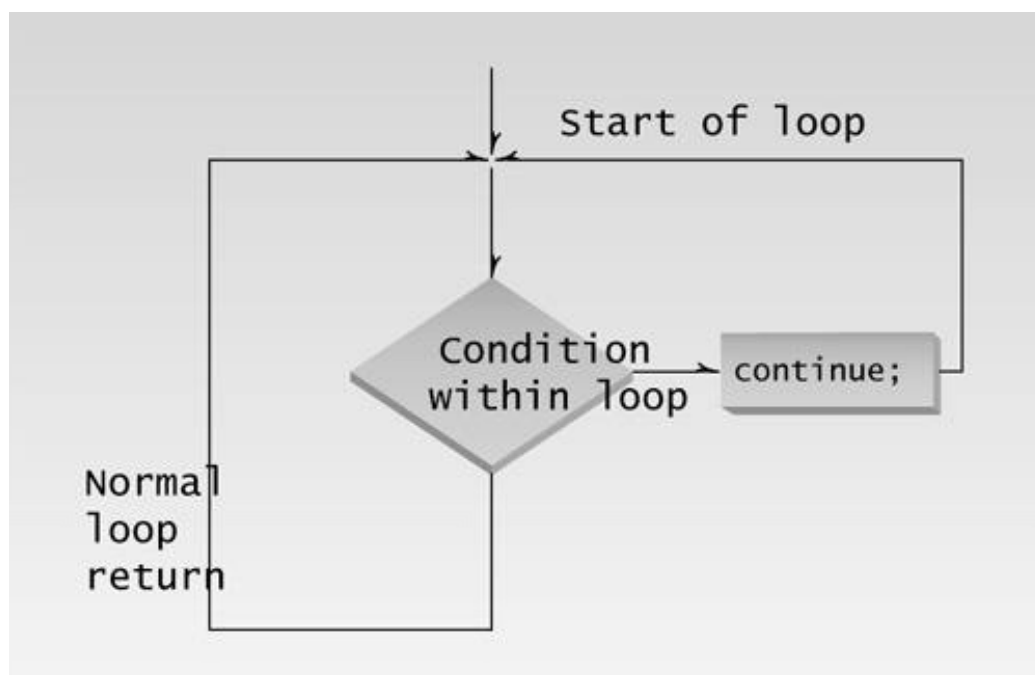 Start of loop
Condition
within loop
continue;
Normal
loop
return